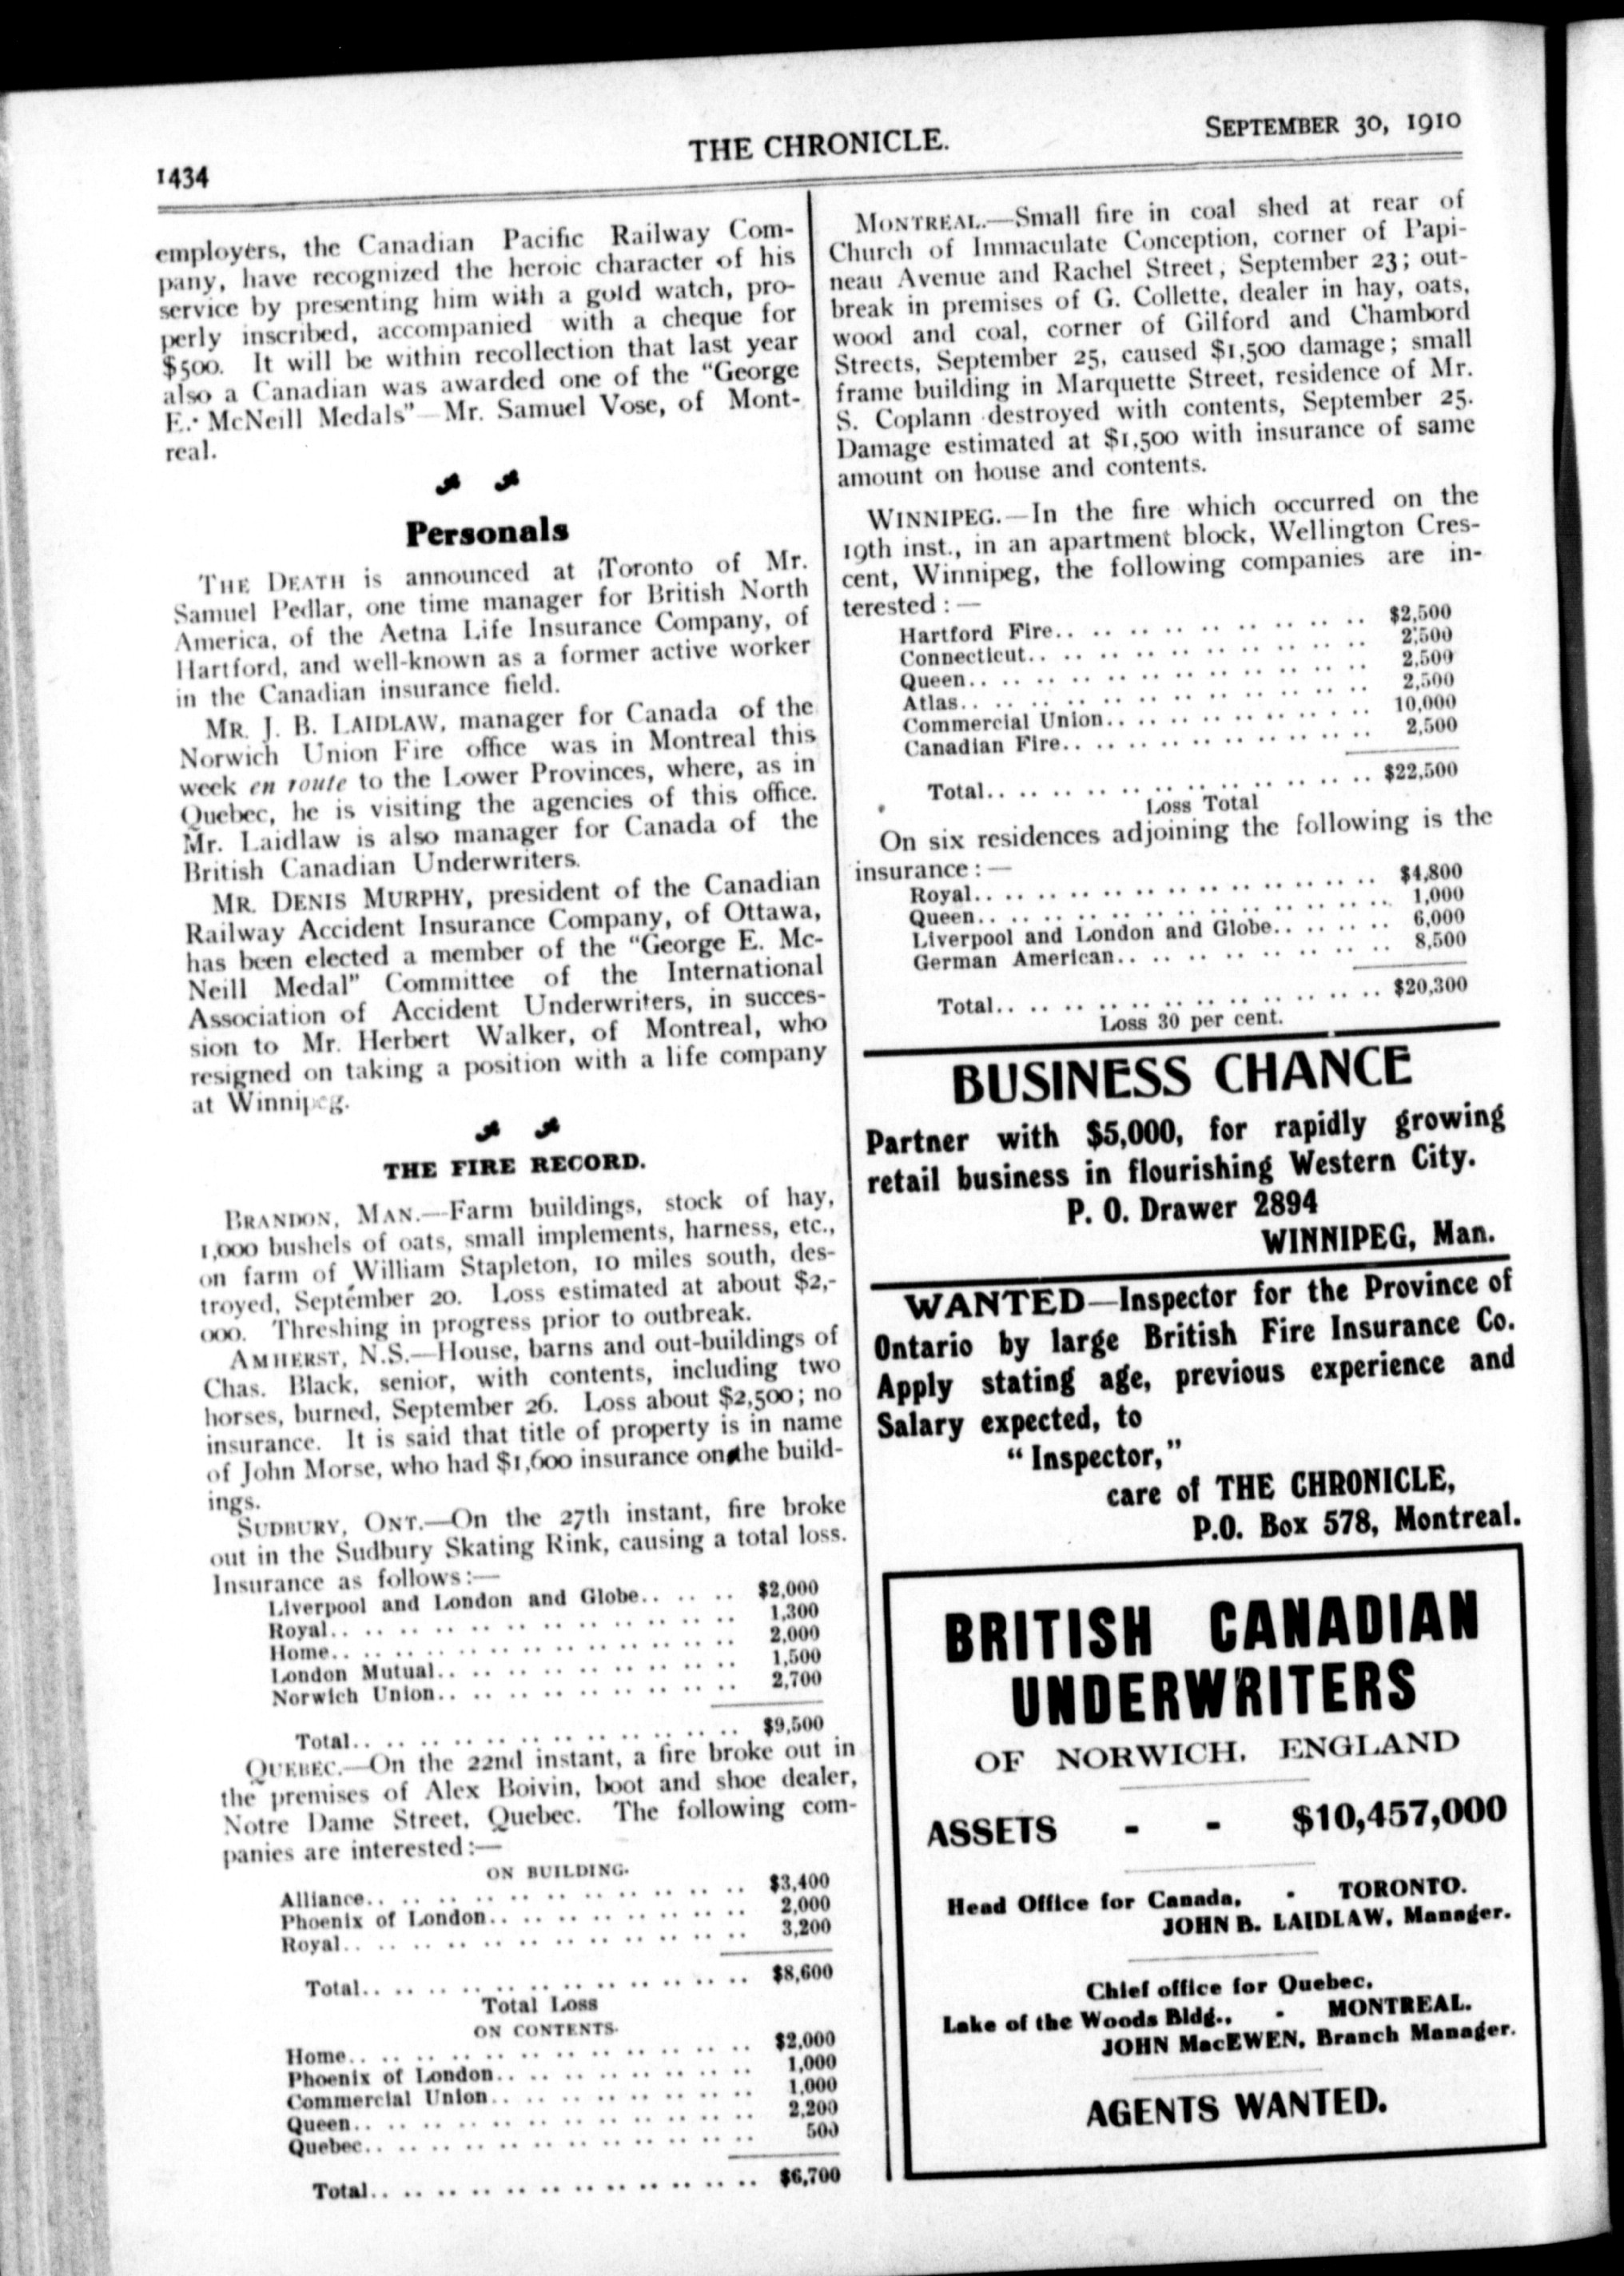 1434
THE CHRONICLE.
SEPTEMBER 30, 1910
employers, the Canadian Pacific Railway Com-
pany, have recognized the heroic character of his
service by presenting him with a gold watch, pro-
perly inscribed, accompanied with a cheque for
$500. It will be within recollection that last year
also a Canadian was awarded one of the "George
E. McNeill Medals"—Mr. Samuel Vose, of Mont-
real.
Personals
THE DEATH is announced at Toronto of Mr.
Samuel Pedlar, one time manager for British North
America, of the Aetna Life Insurance Company, of
Hartford, and well-known as a former active worker
in the Canadian insurance field.
MR. J. B. LAIDLAW, manager for Canada of the
Norwich Union Fire office was in Montreal this
week en route to the Lower Provinces, where, as in
Quebec, he is visiting the agencies of this office.
Mr. Laidlaw is also manager for Canada of the
British Canadian Underwriters.
MR. DENIS MURPHY, president of the Canadian
Railway Accident Insurance Company, of Ottawa,
has been elected a member of the "George E. Mc-
Neill Medal" Committee of the International
Association of Accident Underwriters, in succes-
sion to Mr. Herbert Walker, of Montreal, who
resigned on taking a position with a life company
at Winnipeg.
THE FIRE RECORD.
BRANDON, MAN.—Farm buildings, stock of hay,
1,000 bushels of oats, small implements, harness, etc.,
on farm of William Stapleton, 10 miles south, des-
troyed, September 20. Loss estimated at about $2,-
000. Threshing in progress prior to outbreak.
AMHERST, N.S.—House, barns and out-buildings of
Chas. Black, senior, with contents, including two
horses, burned, September 26. Loss about $2,500; no
insurance. It is said that title of property is in name
of John Morse, who had $1,600 insurance on the build-
ings.
SUDBURY, ONT.—On the 27th instant, fire broke
out in the Sudbury Skating Rink, causing a total loss.
Insurance as follows:—
Liverpool and London and Globe.. .. .. .. $2,000
Royal.. .. .. .. .. .. .. .. .. .. .. .. 1,300
Home.. .. .. .. .. .. .. .. .. .. .. .. 2,000
London Mutual.. .. .. .. .. .. .. .. .. 1,500
Norwich Union.. .. .. .. .. .. .. .. .. 2,700
Total.. .. .. .. .. .. .. .. .. .. .. .. $9,500
QUEBEC.—On the 22nd instant, a fire broke out in
the premises of Alex Boivin, boot and shoe dealer,
Notre Dame Street, Quebec. The following com-
panies are interested:—
ON BUILDING.
Alliance.. .. .. .. .. .. .. .. .. .. .. .. $3,400
Phoenix of London.. .. .. .. .. .. .. .. 2,000
Royal.. .. .. .. .. .. .. .. .. .. .. .. 3,200
Total.. .. .. .. .. .. .. .. .. .. .. .. $8,600
Total Loss
ON CONTENTS.
Home.. .. .. .. .. .. .. .. .. .. .. .. $2,000
Phoenix of London.. .. .. .. .. .. .. .. 1,000
Commercial Union.. .. .. .. .. .. .. .. 1,000
Queen.. .. .. .. .. .. .. .. .. .. .. .. 2,200
Quebec.. .. .. .. .. .. .. .. .. .. .. .. 500
Total.. .. .. .. .. .. .. .. .. .. .. .. $6,700
MONTREAL.—Small fire in coal shed at rear of
Church of Immaculate Conception, corner of Papi-
neau Avenue and Rachel Street, September 23; out-
break in premises of G. Collette, dealer in hay, oats,
wood and coal, corner of Gilford and Chambord
Streets, September 25, caused $1,500 damage; small
frame building in Marquette Street, residence of Mr.
S. Coplann destroyed with contents, September 25.
Damage estimated at $1,500 with insurance of same
amount on house and contents.
WINNIPEG.—In the fire which occurred on the
19th inst., in an apartment block, Wellington Cres-
cent, Winnipeg, the following companies are in-
terested:—
Hartford Fire.. .. .. .. .. .. .. .. .. .. $2,500
Connecticut.. .. .. .. .. .. .. .. .. .. .. 2,500
Queen.. .. .. .. .. .. .. .. .. .. .. .. 2,500
Atlas.. .. .. .. .. .. .. .. .. .. .. .. 2,500
Commercial Union.. .. .. .. .. .. .. .. 10,000
Canadian Fire.. .. .. .. .. .. .. .. .. .. 2,500
Total.. .. .. .. .. .. .. .. .. .. .. .. $22,500
Loss Total
On six residences adjoining the following is the
insurance:—
Royal.. .. .. .. .. .. .. .. .. .. .. .. $4,800
Queen.. .. .. .. .. .. .. .. .. .. .. .. 1,000
Liverpool and London and Globe.. .. .. .. 6,000
German American.. .. .. .. .. .. .. .. .. 8,500
Total.. .. .. .. .. .. .. .. .. .. .. .. $20,300
Loss 30 per cent.
BUSINESS CHANCE
Partner with $5,000, for rapidly growing
retail business in flourishing Western City.
P. O. Drawer 2894
WINNIPEG, Man.
WANTED—Inspector for the Province of
Ontario by large British Fire Insurance Co.
Apply stating age, previous experience and
Salary expected, to
"Inspector,"
care of THE CHRONICLE,
P.O. Box 578, Montreal.
BRITISH CANADIAN
UNDERWRITERS
OF NORWICH, ENGLAND
ASSETS - - $10,457,000
Head Office for Canada, - TORONTO.
JOHN B. LAIDLAW, Manager.
Chief office for Quebec,
Lake of the Woods Bldg., - MONTREAL.
JOHN MacEWEN, Branch Manager.
AGENTS WANTED.